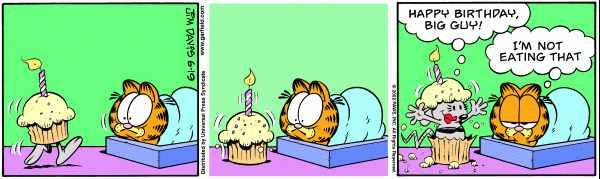 JIM DAVIS 6·19
www.garfield.com
Distributed by Universal Press Syndicate
HAPPY BIRTHDAY,
BIG GUY!
I'M NOT
EATING THAT